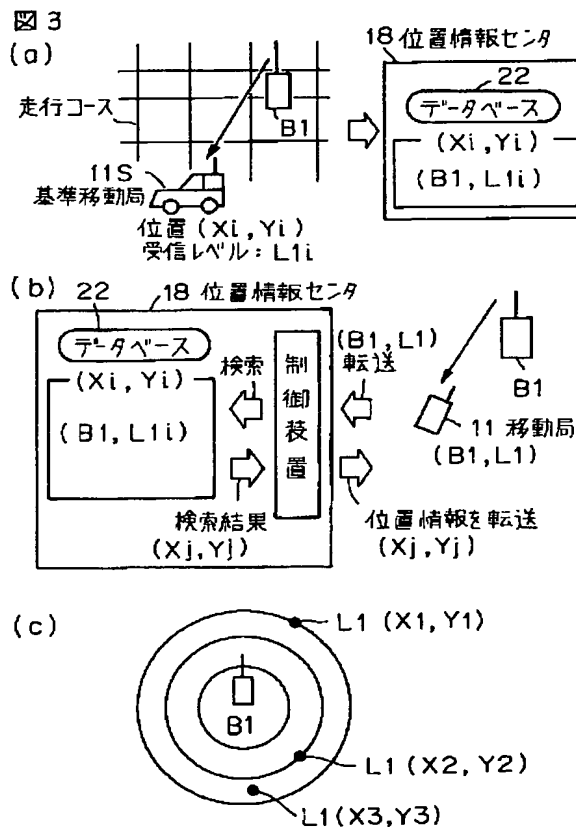 図3
(a)
走行コース
B1
11S
基準移動局
位置 (Xi, Yi)
受信レベル: L1i
18 位置情報センタ
22
データベース
(Xi, Yi)
(B1, L1i)
(b)
22
18 位置情報センタ
データベース
(Xi, Yi)
(B1, L1i)
検索
検索結果
(Xj, Yj)
制御装置
(B1, L1)
転送
位置情報を転送
(Xj, Yj)
B1
11 移動局
(B1, L1)
(c)
B1
L1 (X1, Y1)
L1 (X2, Y2)
L1 (X3, Y3)